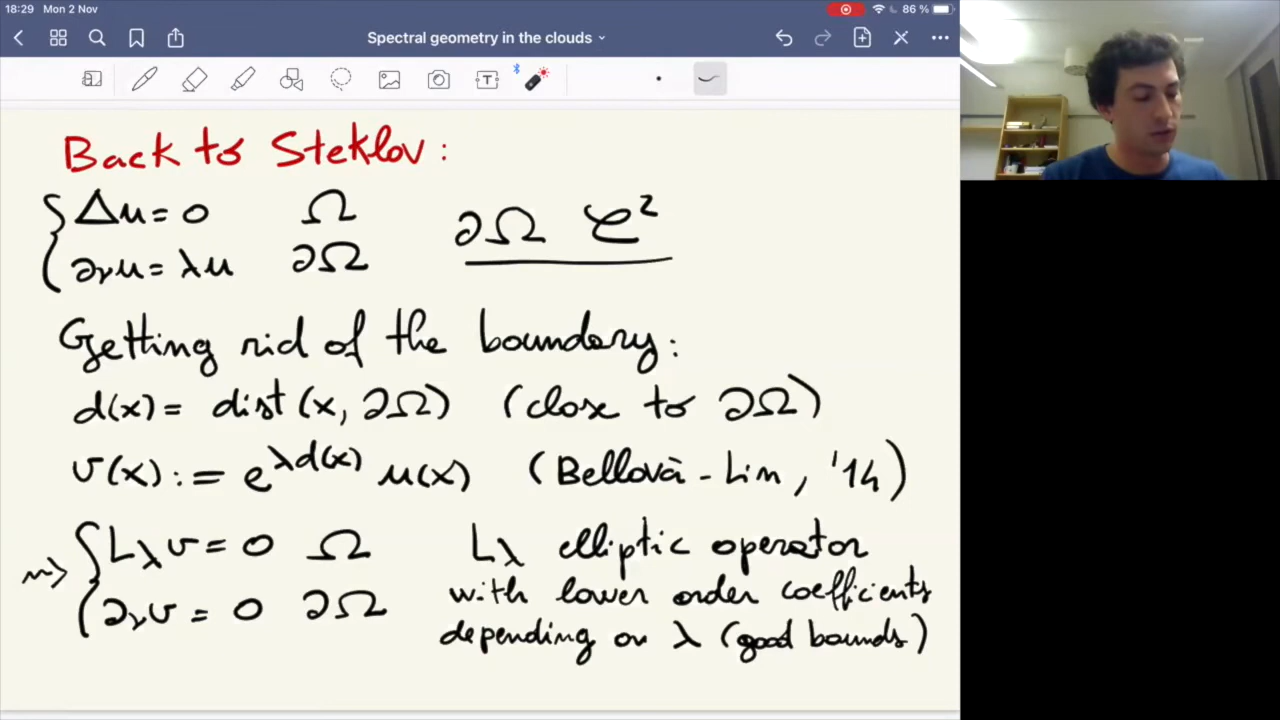 18:29 Mon 2 Nov
86 %
Spectral geometry in the clouds
Back to Steklov:
{ Δu = 0 Ω
∂νu = λu ∂Ω
∂Ω 𝒞²
Getting rid of the boundary:
d(x) = dist(x, ∂Ω) (close to ∂Ω)
v(x) := e^{λd(x)} u(x) (Bellovà - Lin, '14)
⇝ { Lλ v = 0 Ω
∂νv = 0 ∂Ω
Lλ elliptic operator
with lower order coefficients
depending on λ (good bounds)